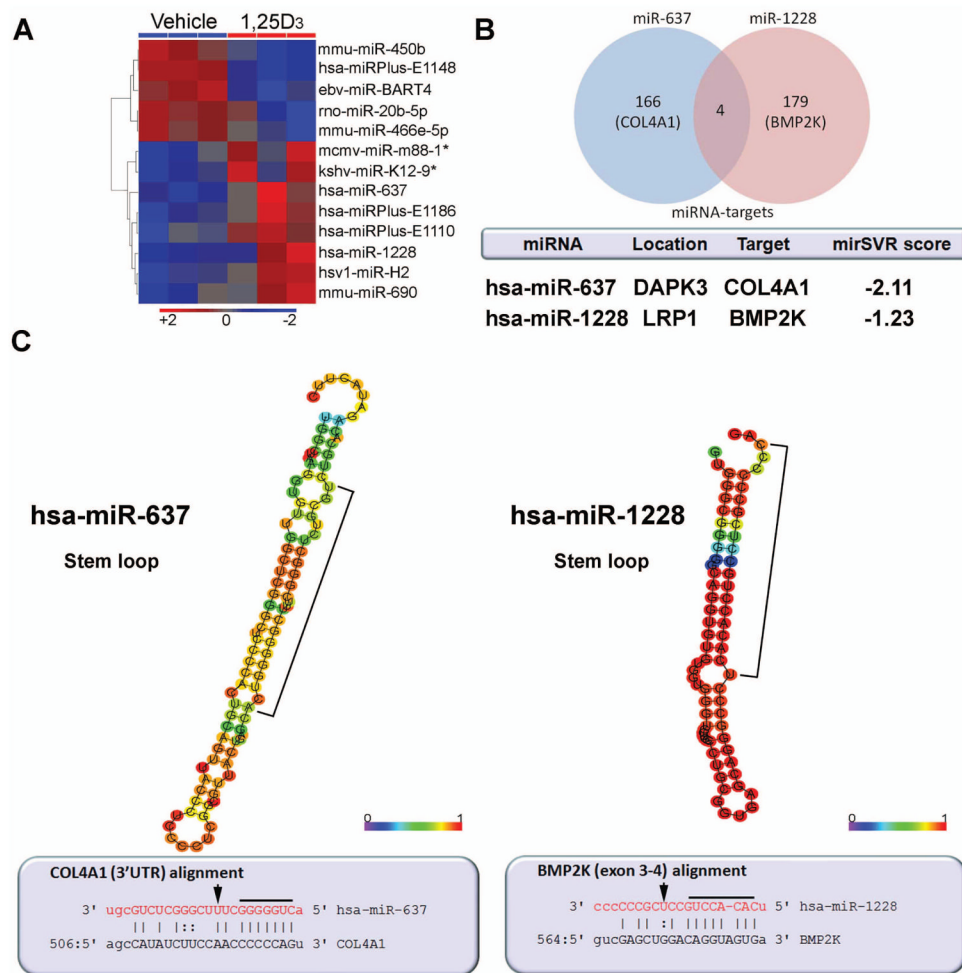 A
Vehicle 1,25D3
mmu-miR-450b
hsa-miRPlus-E1148
ebv-miR-BART4
rno-miR-20b-5p
mmu-miR-466e-5p
mcmv-miR-m88-1*
kshv-miR-K12-9*
hsa-miR-637
hsa-miRPlus-E1186
hsa-miRPlus-E1110
hsa-miR-1228
hsv1-miR-H2
mmu-miR-690
+2 0 -2
B
miR-637 miR-1228
166 4 179
(COL4A1) (BMP2K)
miRNA-targets
miRNA Location Target mirSVR score
hsa-miR-637 DAPK3 COL4A1 -2.11
hsa-miR-1228 LRP1 BMP2K -1.23
C
hsa-miR-637
Stem loop
0 1
hsa-miR-1228
Stem loop
0 1
COL4A1 (3'UTR) alignment
3' ugcGUCUCGGGCUUUCGGGGGUCa 5' hsa-miR-637
506:5' agcCAUAUCUUCCAACCCCCCAGu 3' COL4A1
BMP2K (exon 3-4) alignment
3' cccCCCGCUCCGUCCA-CACu 5' hsa-miR-1228
564:5' gucGAGCUGGACAGGUAGUGa 3' BMP2K